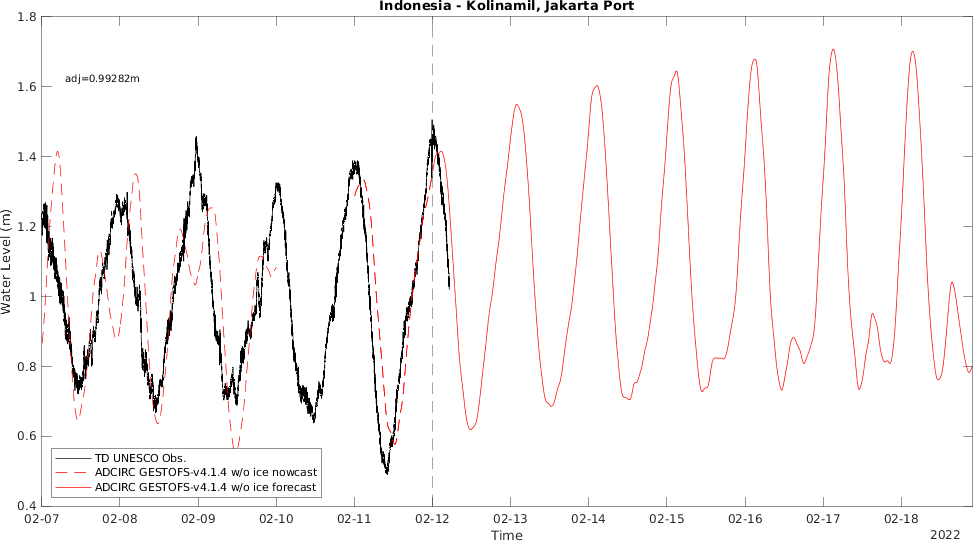 Indonesia - Kolinamil, Jakarta Port
1.8
1.6
1.4
1.2
1
0.8
0.6
0.4
Water Level (m)
adj=0.99282m
TD UNESCO Obs.
ADCIRC GESTOFS-v4.1.4 w/o ice nowcast
ADCIRC GESTOFS-v4.1.4 w/o ice forecast
02-07 02-08 02-09 02-10 02-11 02-12 02-13 02-14 02-15 02-16 02-17 02-18
Time
2022